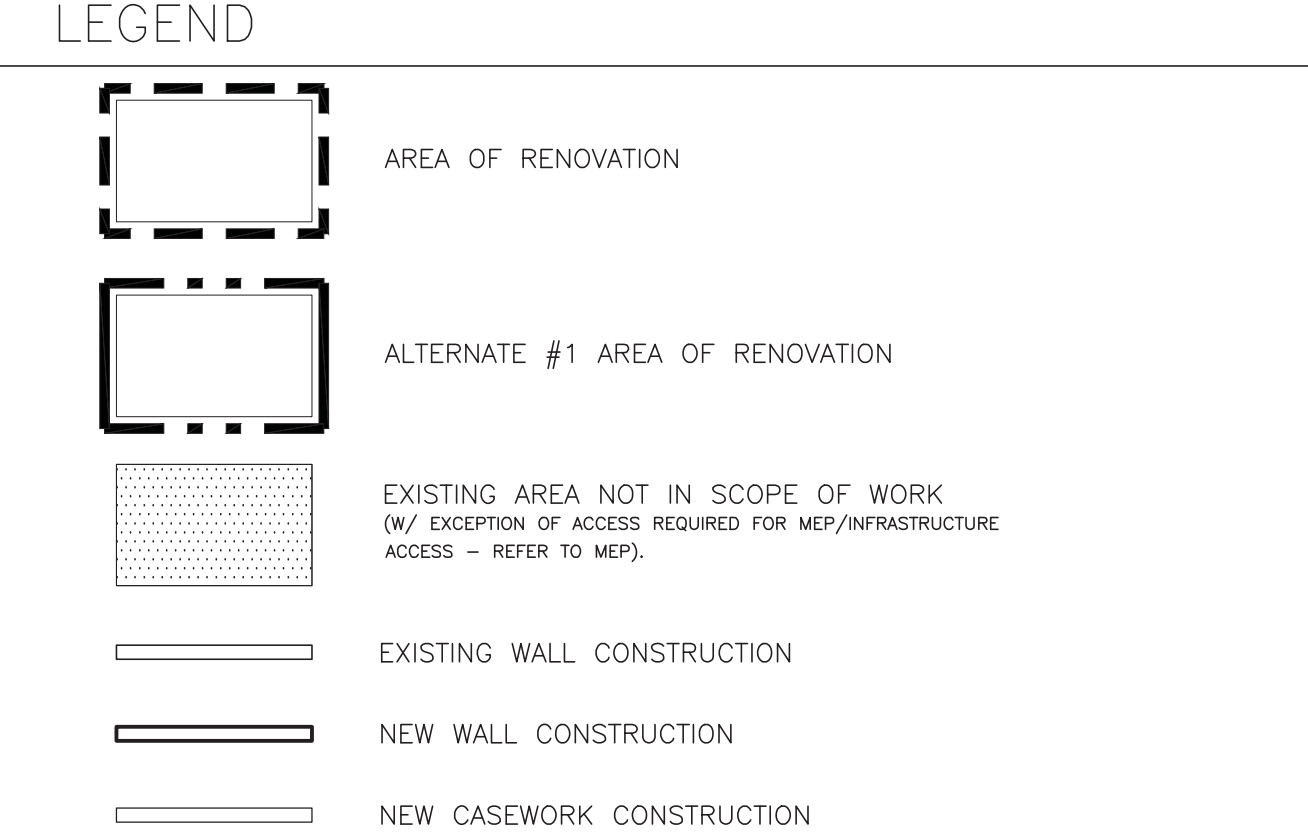 LEGEND
AREA OF RENOVATION
ALTERNATE #1 AREA OF RENOVATION
EXISTING AREA NOT IN SCOPE OF WORK
(W/ EXCEPTION OF ACCESS REQUIRED FOR MEP/INFRASTRUCTURE
ACCESS – REFER TO MEP).
EXISTING WALL CONSTRUCTION
NEW WALL CONSTRUCTION
NEW CASEWORK CONSTRUCTION